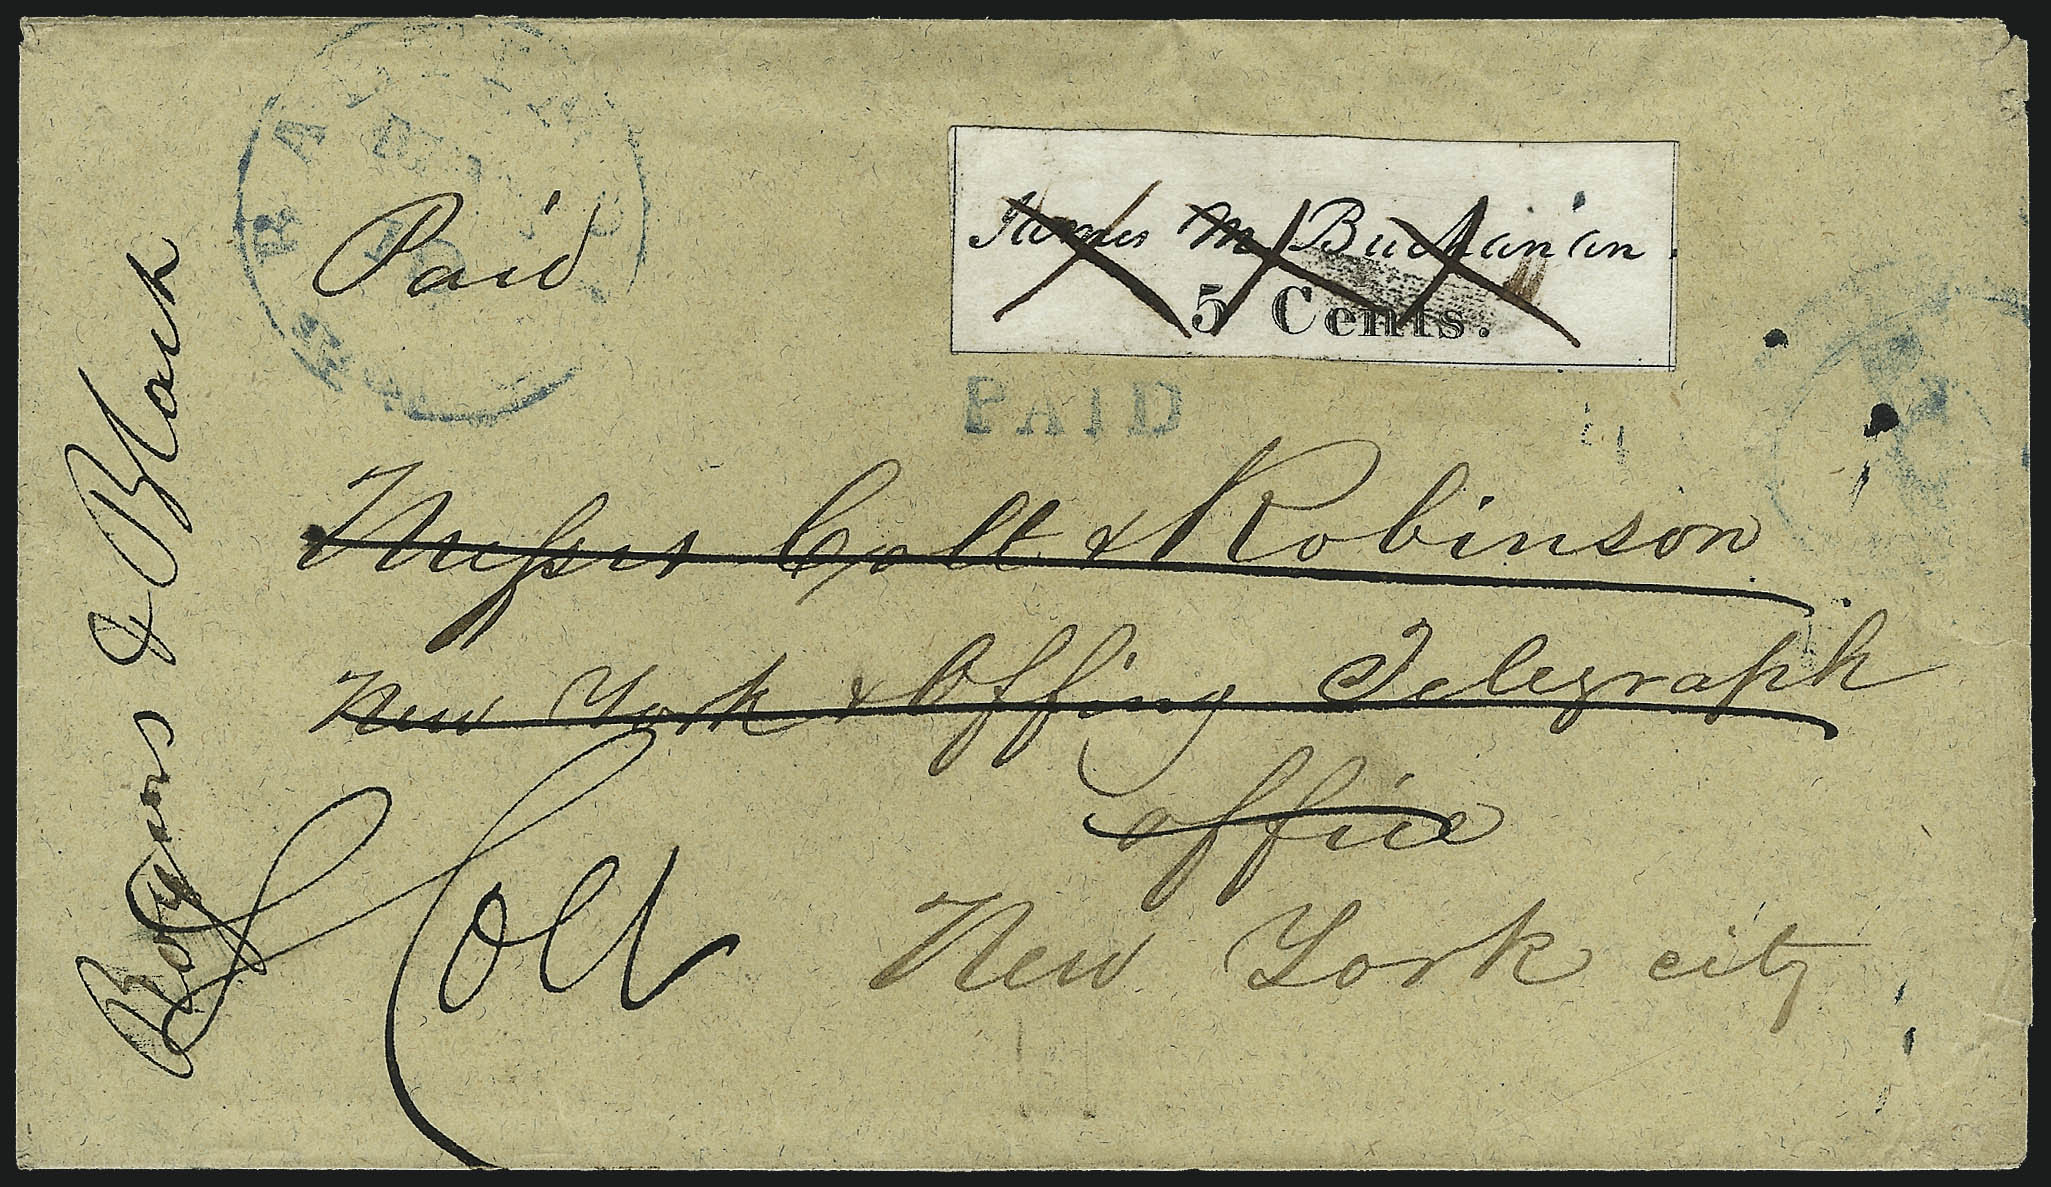 Paid
James M. Buchanan.
5 Cents.
PAID
Messrs Colt & Robinson
New York & Offing Telegraph
office
New York city
Colt
& Black